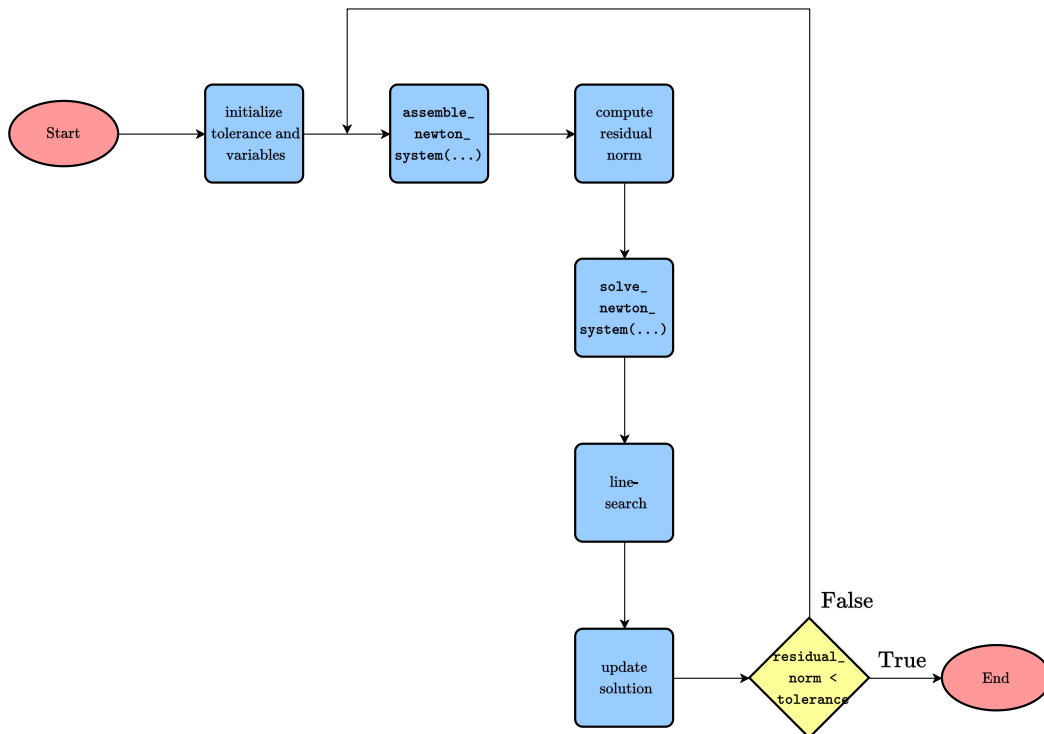 Start
initialize
tolerance and
variables
assemble_
newton_
system(...)
compute
residual
norm
solve_
newton_
system(...)
line-
search
update
solution
False
residual_
norm <
tolerance
True
End